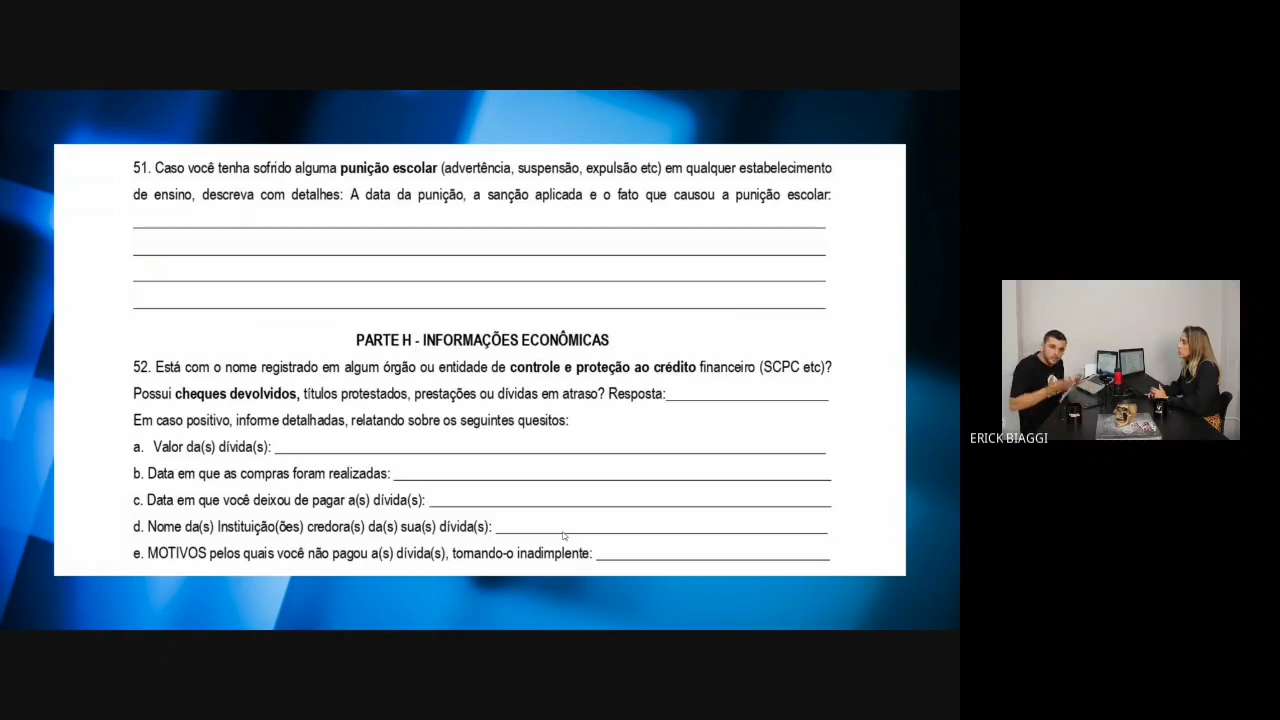 51. Caso você tenha sofrido alguma punição escolar (advertência, suspensão, expulsão etc) em qualquer estabelecimento
de ensino, descreva com detalhes: A data da punição, a sanção aplicada e o fato que causou a punição escolar:
PARTE H - INFORMAÇÕES ECONÔMICAS
52. Está com o nome registrado em algum órgão ou entidade de controle e proteção ao crédito financeiro (SCPC etc)?
Possui cheques devolvidos, títulos protestados, prestações ou dívidas em atraso? Resposta:
Em caso positivo, informe detalhadas, relatando sobre os seguintes quesitos:
a. Valor da(s) dívida(s):
b. Data em que as compras foram realizadas:
c. Data em que você deixou de pagar a(s) dívida(s):
d. Nome da(s) Instituição(ões) credora(s) da(s) sua(s) dívida(s):
e. MOTIVOS pelos quais você não pagou a(s) dívida(s), tornando-o inadimplente:
ERICK BIAGGI